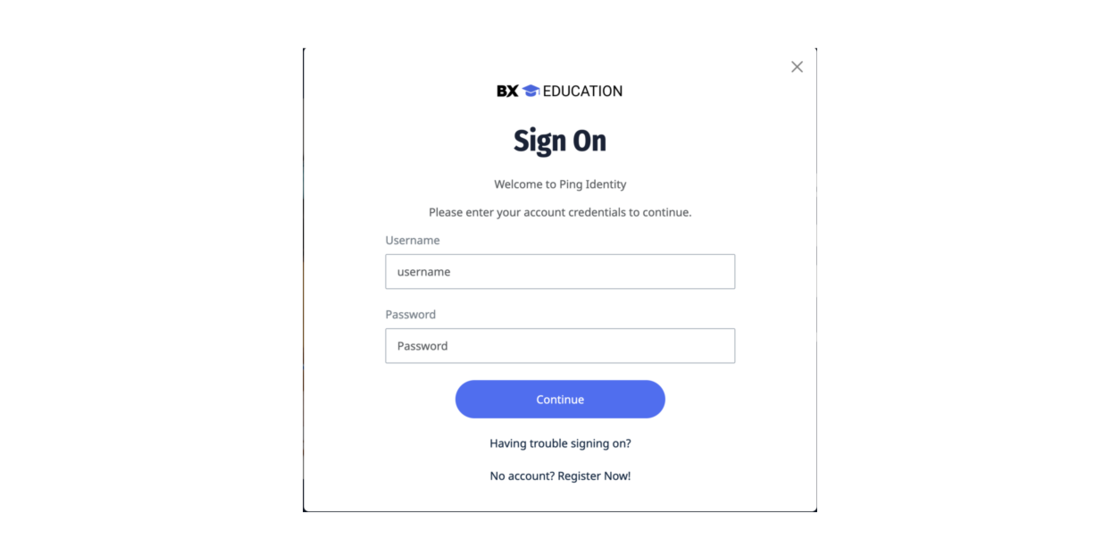 BX EDUCATION
Sign On
Welcome to Ping Identity
Please enter your account credentials to continue.
Username
username
Password
Password
Continue
Having trouble signing on?
No account? Register Now!